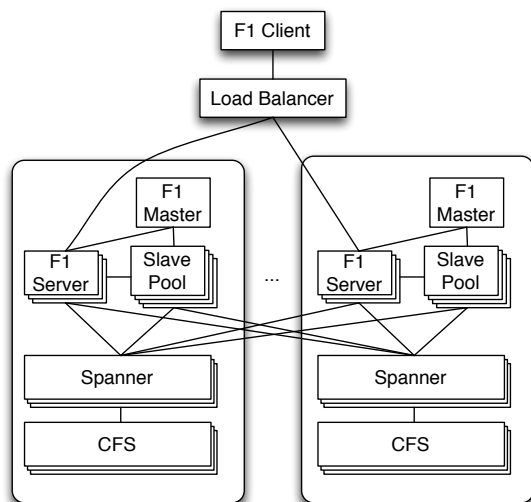 F1 Client
Load Balancer
F1
Master
F1
Server
Slave
Pool
Spanner
CFS
...
F1
Master
F1
Server
Slave
Pool
Spanner
CFS